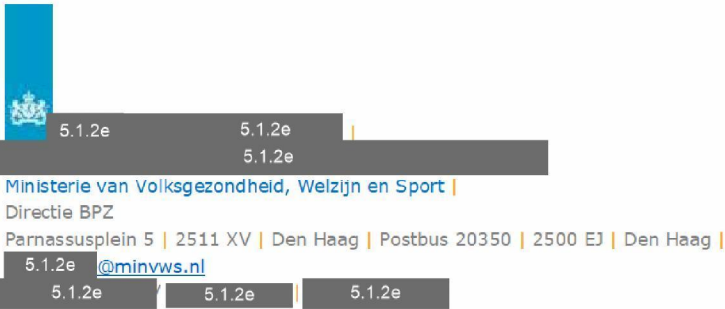 5.1.2e 5.1.2e |
5.1.2e
Ministerie van Volksgezondheid, Welzijn en Sport |
Directie BPZ
Parnassusplein 5 | 2511 XV | Den Haag | Postbus 20350 | 2500 EJ | Den Haag |
5.1.2e @minvws.nl
5.1.2e / 5.1.2e | 5.1.2e